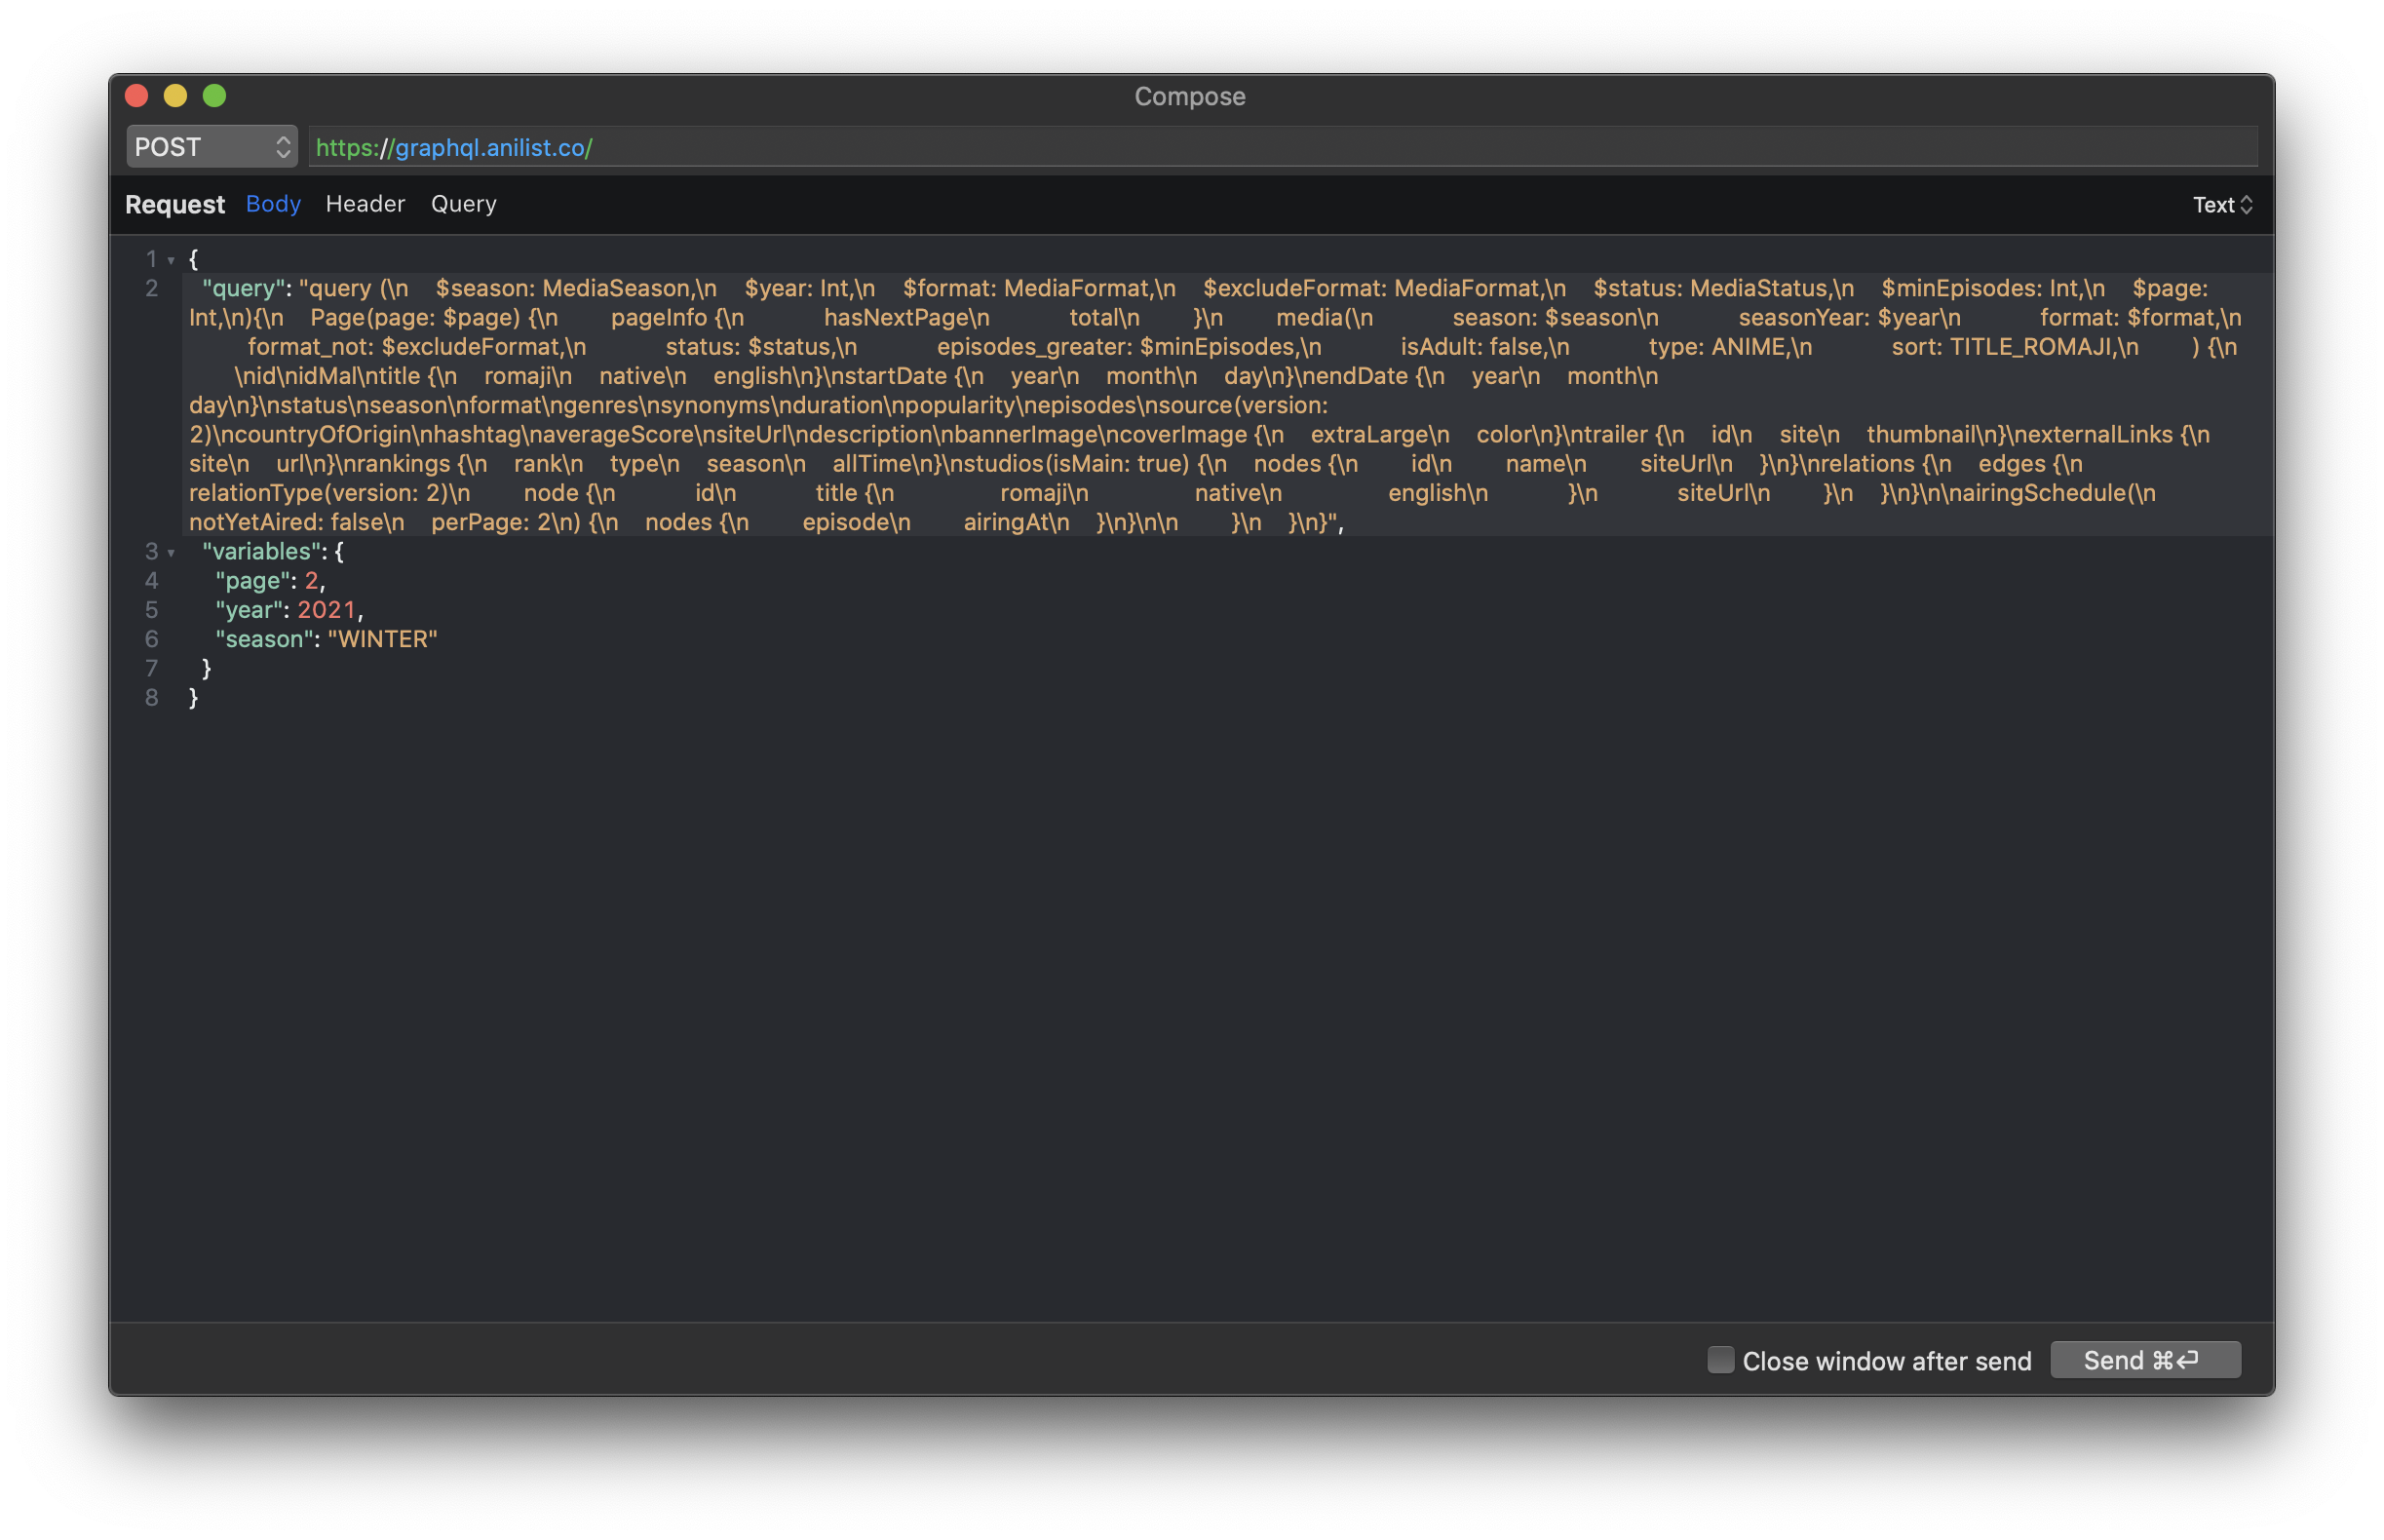 Compose
POST https://graphql.anilist.co/
Request Body Header Query Text
1 {
2 "query": "query (\n    $season: MediaSeason,\n    $year: Int,\n    $format: MediaFormat,\n    $excludeFormat: MediaFormat,\n    $status: MediaStatus,\n    $minEpisodes: Int,\n    $page:
Int,\n){\n    Page(page: $page) {\n        pageInfo {\n            hasNextPage\n            total\n        }\n        media(\n            season: $season\n            seasonYear: $year\n            format: $format,\n
format_not: $excludeFormat,\n            status: $status,\n            episodes_greater: $minEpisodes,\n            isAdult: false,\n            type: ANIME,\n            sort: TITLE_ROMAJI,\n        ) {\n
\nid\nidMal\ntitle {\n    romaji\n    native\n    english\n}\nstartDate {\n    year\n    month\n    day\n}\nendDate {\n    year\n    month\n
day\n}\nstatus\nseason\nformat\ngenres\nsynonyms\nduration\npopularity\nepisodes\nsource(version:
2)\ncountryOfOrigin\nhashtag\naverageScore\nsiteUrl\ndescription\nbannerImage\ncoverImage {\n    extraLarge\n    color\n}\ntrailer {\n    id\n    site\n    thumbnail\n}\nexternalLinks {\n
site\n    url\n}\nrankings {\n    rank\n    type\n    season\n    allTime\n}\nstudios(isMain: true) {\n    nodes {\n        id\n        name\n        siteUrl\n    }\n}\nrelations {\n    edges {\n
relationType(version: 2)\n        node {\n            id\n            title {\n                romaji\n                native\n                english\n            }\n            siteUrl\n        }\n    }\n}\n\nairingSchedule(\n
notYetAired: false\n    perPage: 2\n) {\n    nodes {\n        episode\n        airingAt\n    }\n}\n\n        }\n    }\n}",
3 "variables": {
4 "page": 2,
5 "year": 2021,
6 "season": "WINTER"
7 }
8 }
Close window after send Send ⌘↩